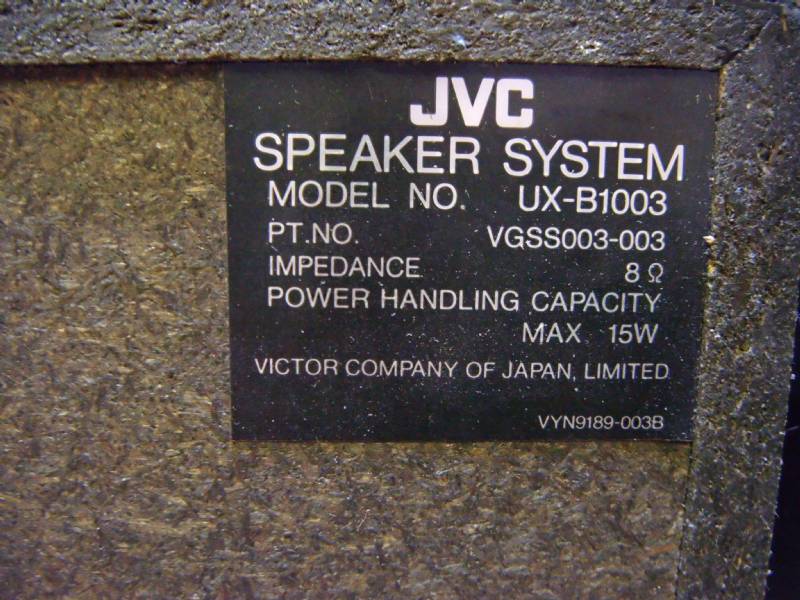 JVC
SPEAKER SYSTEM
MODEL NO. UX-B1003
PT.NO. VGSS003-003
IMPEDANCE 8 Ω
POWER HANDLING CAPACITY
MAX 15W
VICTOR COMPANY OF JAPAN, LIMITED
VYN9189-003B